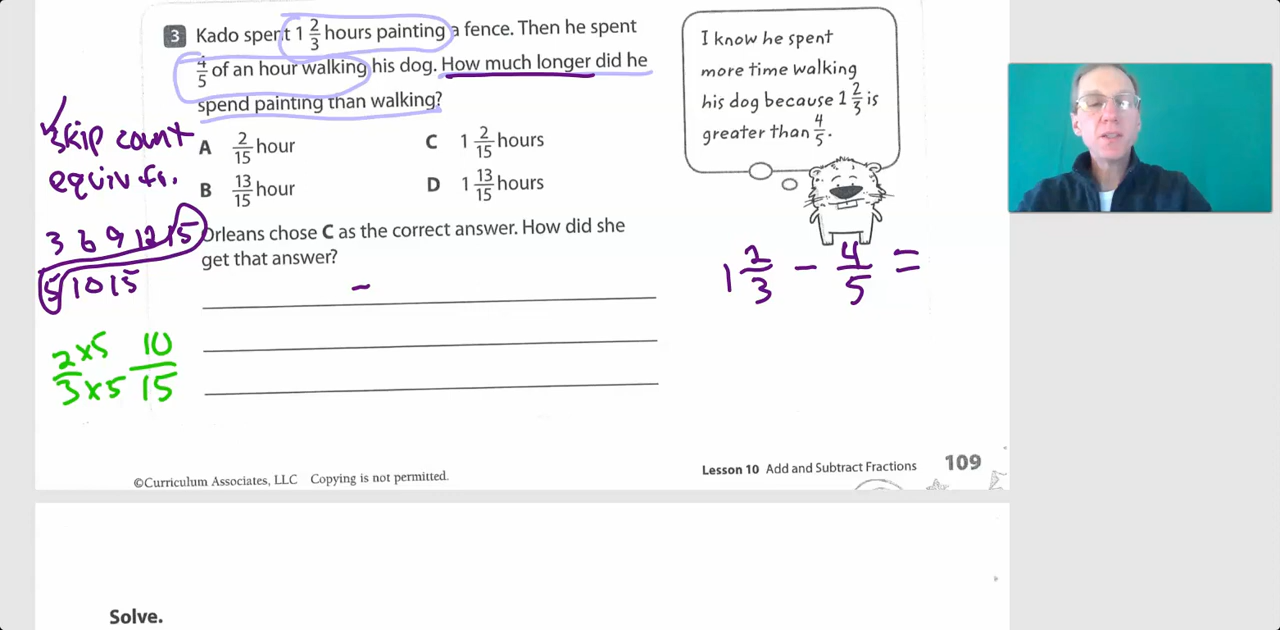 3 Kado spent 1 2/3 hours painting a fence. Then he spent
4/5 of an hour walking his dog. How much longer did he
spend painting than walking?
A 2/15 hour
B 13/15 hour
C 1 2/15 hours
D 1 13/15 hours
Orleans chose C as the correct answer. How did she
get that answer?
I know he spent
more time walking
his dog because 1 2/3 is
greater than 4/5.
skip count
equiv fr.
3 6 9 12 15
5 10 15
2×5 10
3×5 15
1 2/3 - 4/5 =
©Curriculum Associates, LLC Copying is not permitted.
Lesson 10 Add and Subtract Fractions 109
Solve.